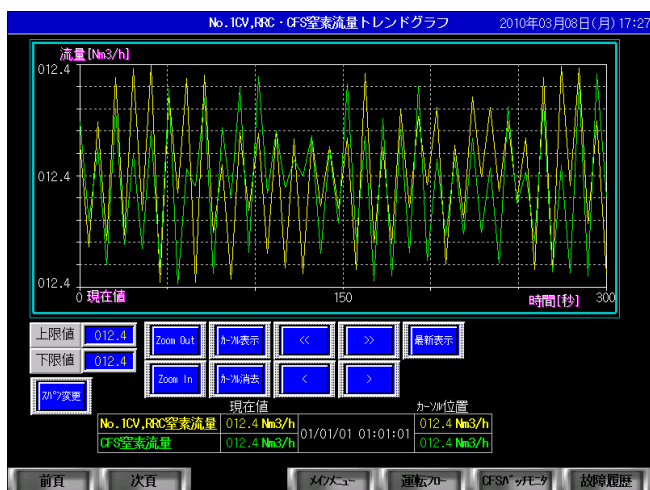 No.1CV,RRC・CFS窒素流量トレンドグラフ 2010年03月08日(月) 17:27
流量[Nm3/h]
012.4
012.4
012.4
0 現在値 150 時間[秒] 300
上限値 012.4 Zoom Out ｶｰｿﾙ表示 << >> 最新表示
下限値 012.4 Zoom In ｶｰｿﾙ消去 < >
ｽﾊﾟﾝ変更
現在値 ｶｰｿﾙ位置
No.1CV,RRC窒素流量 012.4 Nm3/h 01/01/01 01:01:01 012.4 Nm3/h
CFS窒素流量 012.4 Nm3/h 012.4 Nm3/h
前頁 次頁 ﾒｲﾝﾒﾆｭｰ 運転ﾌﾛｰ CFSﾊﾞｯﾁﾓﾆﾀ 故障履歴